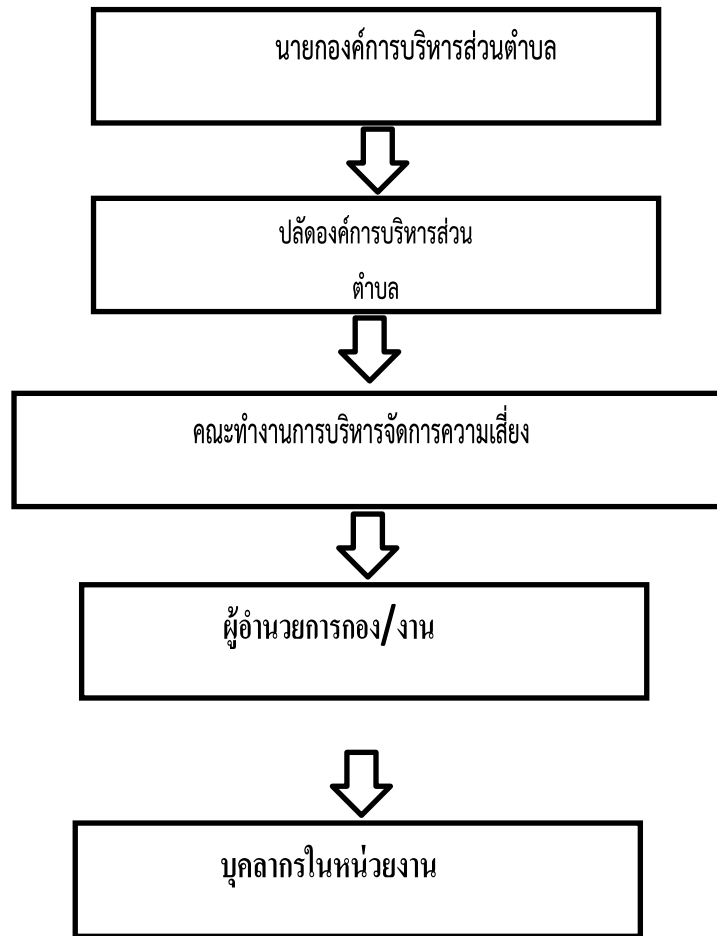 นายกองค์การบริหารส่วนตำบล
ปลัดองค์การบริหารส่วน
ตำบล
คณะทำงานการบริหารจัดการความเสี่ยง
ผู้อำนวยการกอง/งาน
บุคลากรในหน่วยงาน